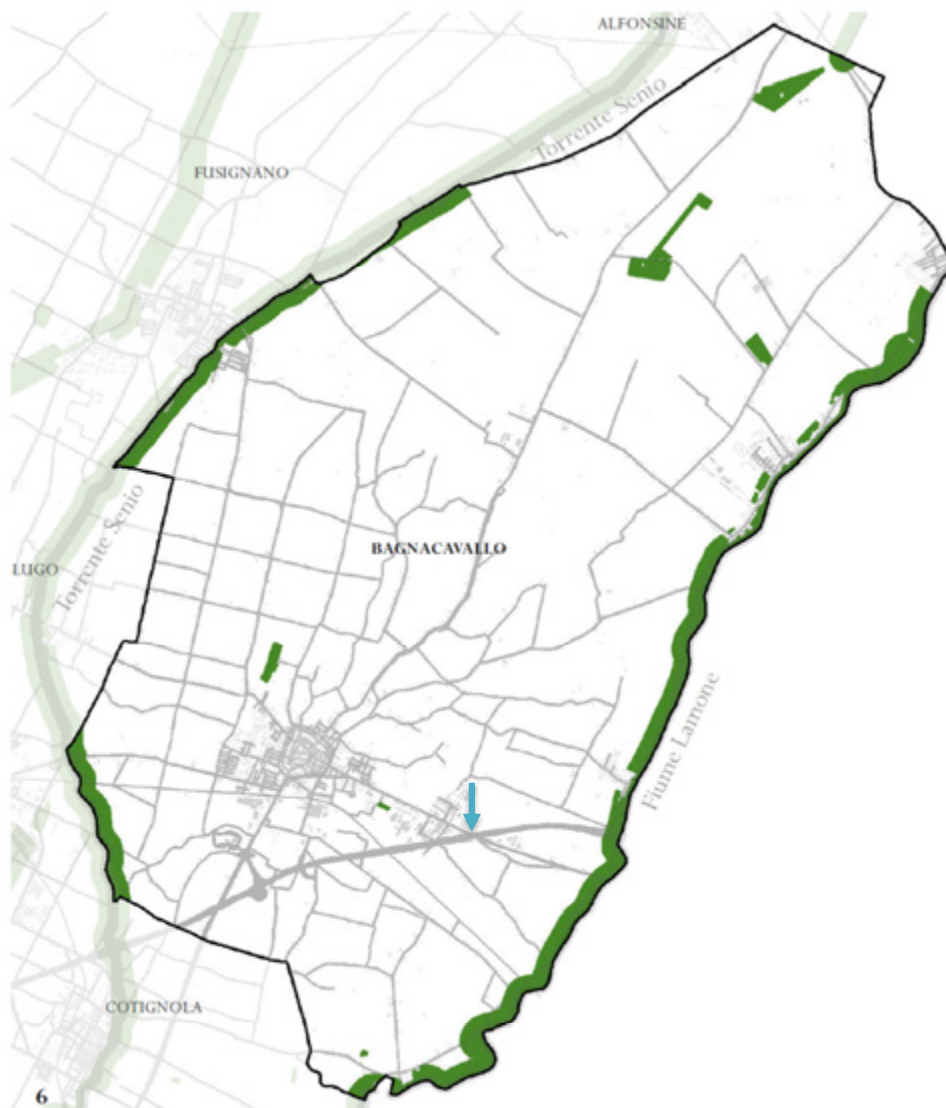 ALFONSINE
Torrente Senio
FUSIGNANO
BAGNACAVALLO
Torrente Senio
LUGO
Fiume Lamone
COTIGNOLA
6